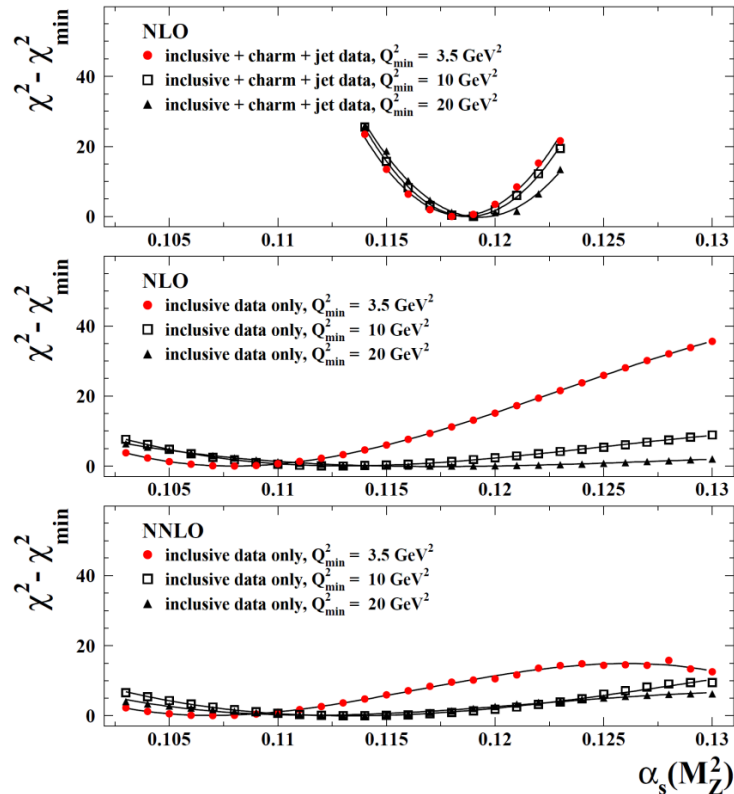 χ² - χ²min
NLO
inclusive + charm + jet data, Q²min = 3.5 GeV²
inclusive + charm + jet data, Q²min = 10 GeV²
inclusive + charm + jet data, Q²min = 20 GeV²
40
20
0
0.105 0.11 0.115 0.12 0.125 0.13
χ² - χ²min
NLO
inclusive data only, Q²min = 3.5 GeV²
inclusive data only, Q²min = 10 GeV²
inclusive data only, Q²min = 20 GeV²
40
20
0
0.105 0.11 0.115 0.12 0.125 0.13
χ² - χ²min
NNLO
inclusive data only, Q²min = 3.5 GeV²
inclusive data only, Q²min = 10 GeV²
inclusive data only, Q²min = 20 GeV²
40
20
0
0.105 0.11 0.115 0.12 0.125 0.13
αs(M²Z)